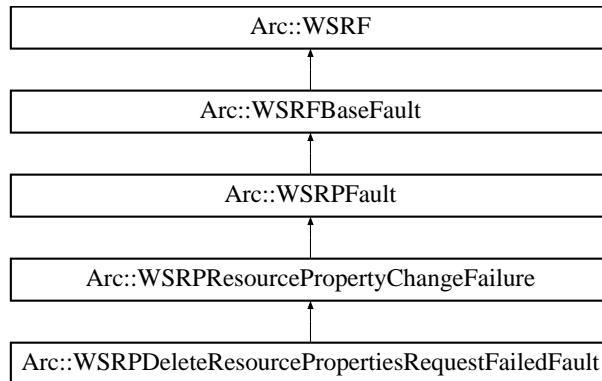 Arc::WSRF
Arc::WSRFBaseFault
Arc::WSRPFault
Arc::WSRPResourcePropertyChangeFailure
Arc::WSRPDeleteResourcePropertiesRequestFailedFault